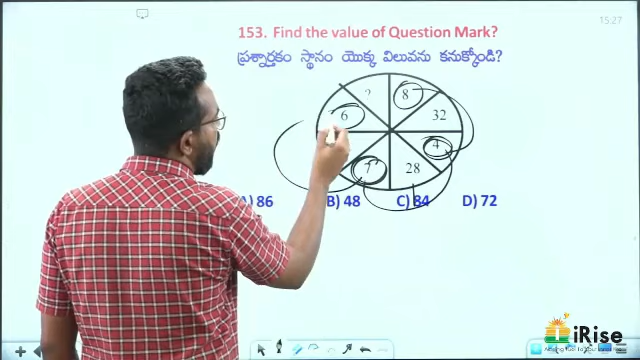 15:27
153. Find the value of Question Mark?
ప్రశ్నార్తకం స్థానం యొక్క విలువను కనుక్కోండి?
? 8
6 32
4
7 28
A) 86 B) 48 C) 84 D) 72
iRise